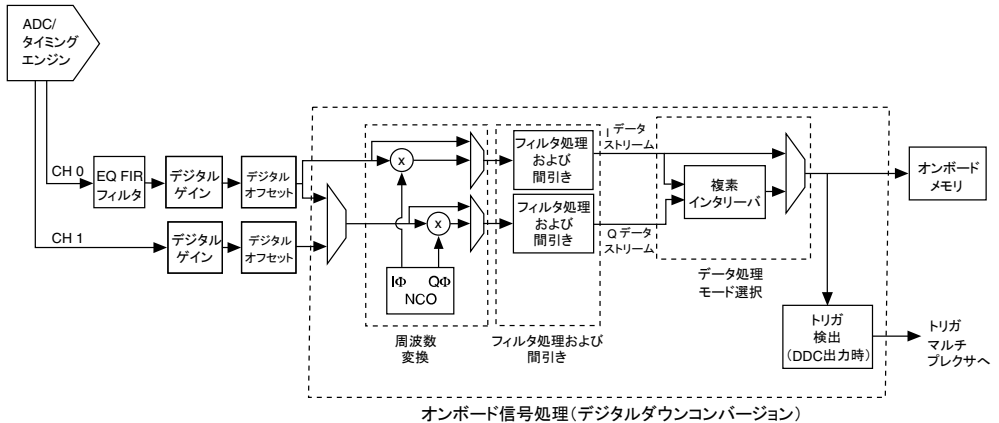 ADC/
タイミング
エンジン
CH 0
EQ FIR
フィルタ
デジタル
ゲイン
デジタル
オフセット
CH 1
デジタル
ゲイン
デジタル
オフセット
x
x
IΦ QΦ
NCO
周波数
変換
フィルタ処理
および
間引き
フィルタ処理
および
間引き
フィルタ処理および
間引き
I データ
ストリーム
Q データ
ストリーム
複素
インタリーバ
データ処理
モード選択
オンボード
メモリ
トリガ
検出
(DDC出力時)
トリガ
マルチ
プレクサへ
オンボード信号処理(デジタルダウンコンバージョン)